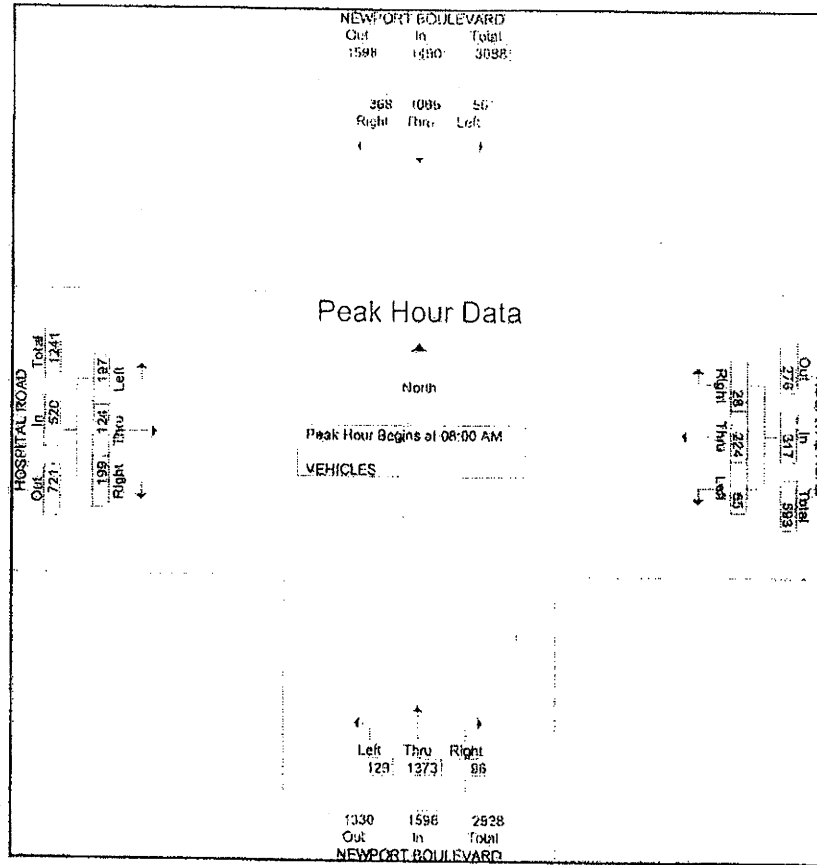 NEWPORT BOULEVARD
Out In Total
1598 1490 3088
368 1066 56
Right Thru Left
Peak Hour Data
North
Peak Hour Begins at 08:00 AM
VEHICLES
HOSPITAL ROAD
Out In Total
721 520 1241
199 124 197
Right Thru Left
Right Thru Left
28 224 65
276 317 593
Out In Total
Left Thru Right
129 1373 96
1330 1598 2928
Out In Total
NEWPORT BOULEVARD